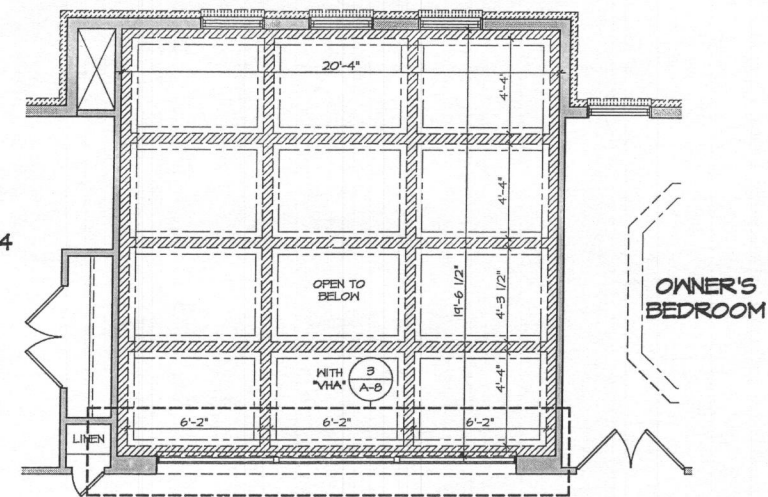 20'-4"
4'-4"
4'-4"
4
OPEN TO
BELOW
19'-6 1/2"
4'-3 1/2"
OWNER'S
BEDROOM
WITH
"VHA"
3
A-8
4'-4"
6'-2"
6'-2"
6'-2"
LINEN